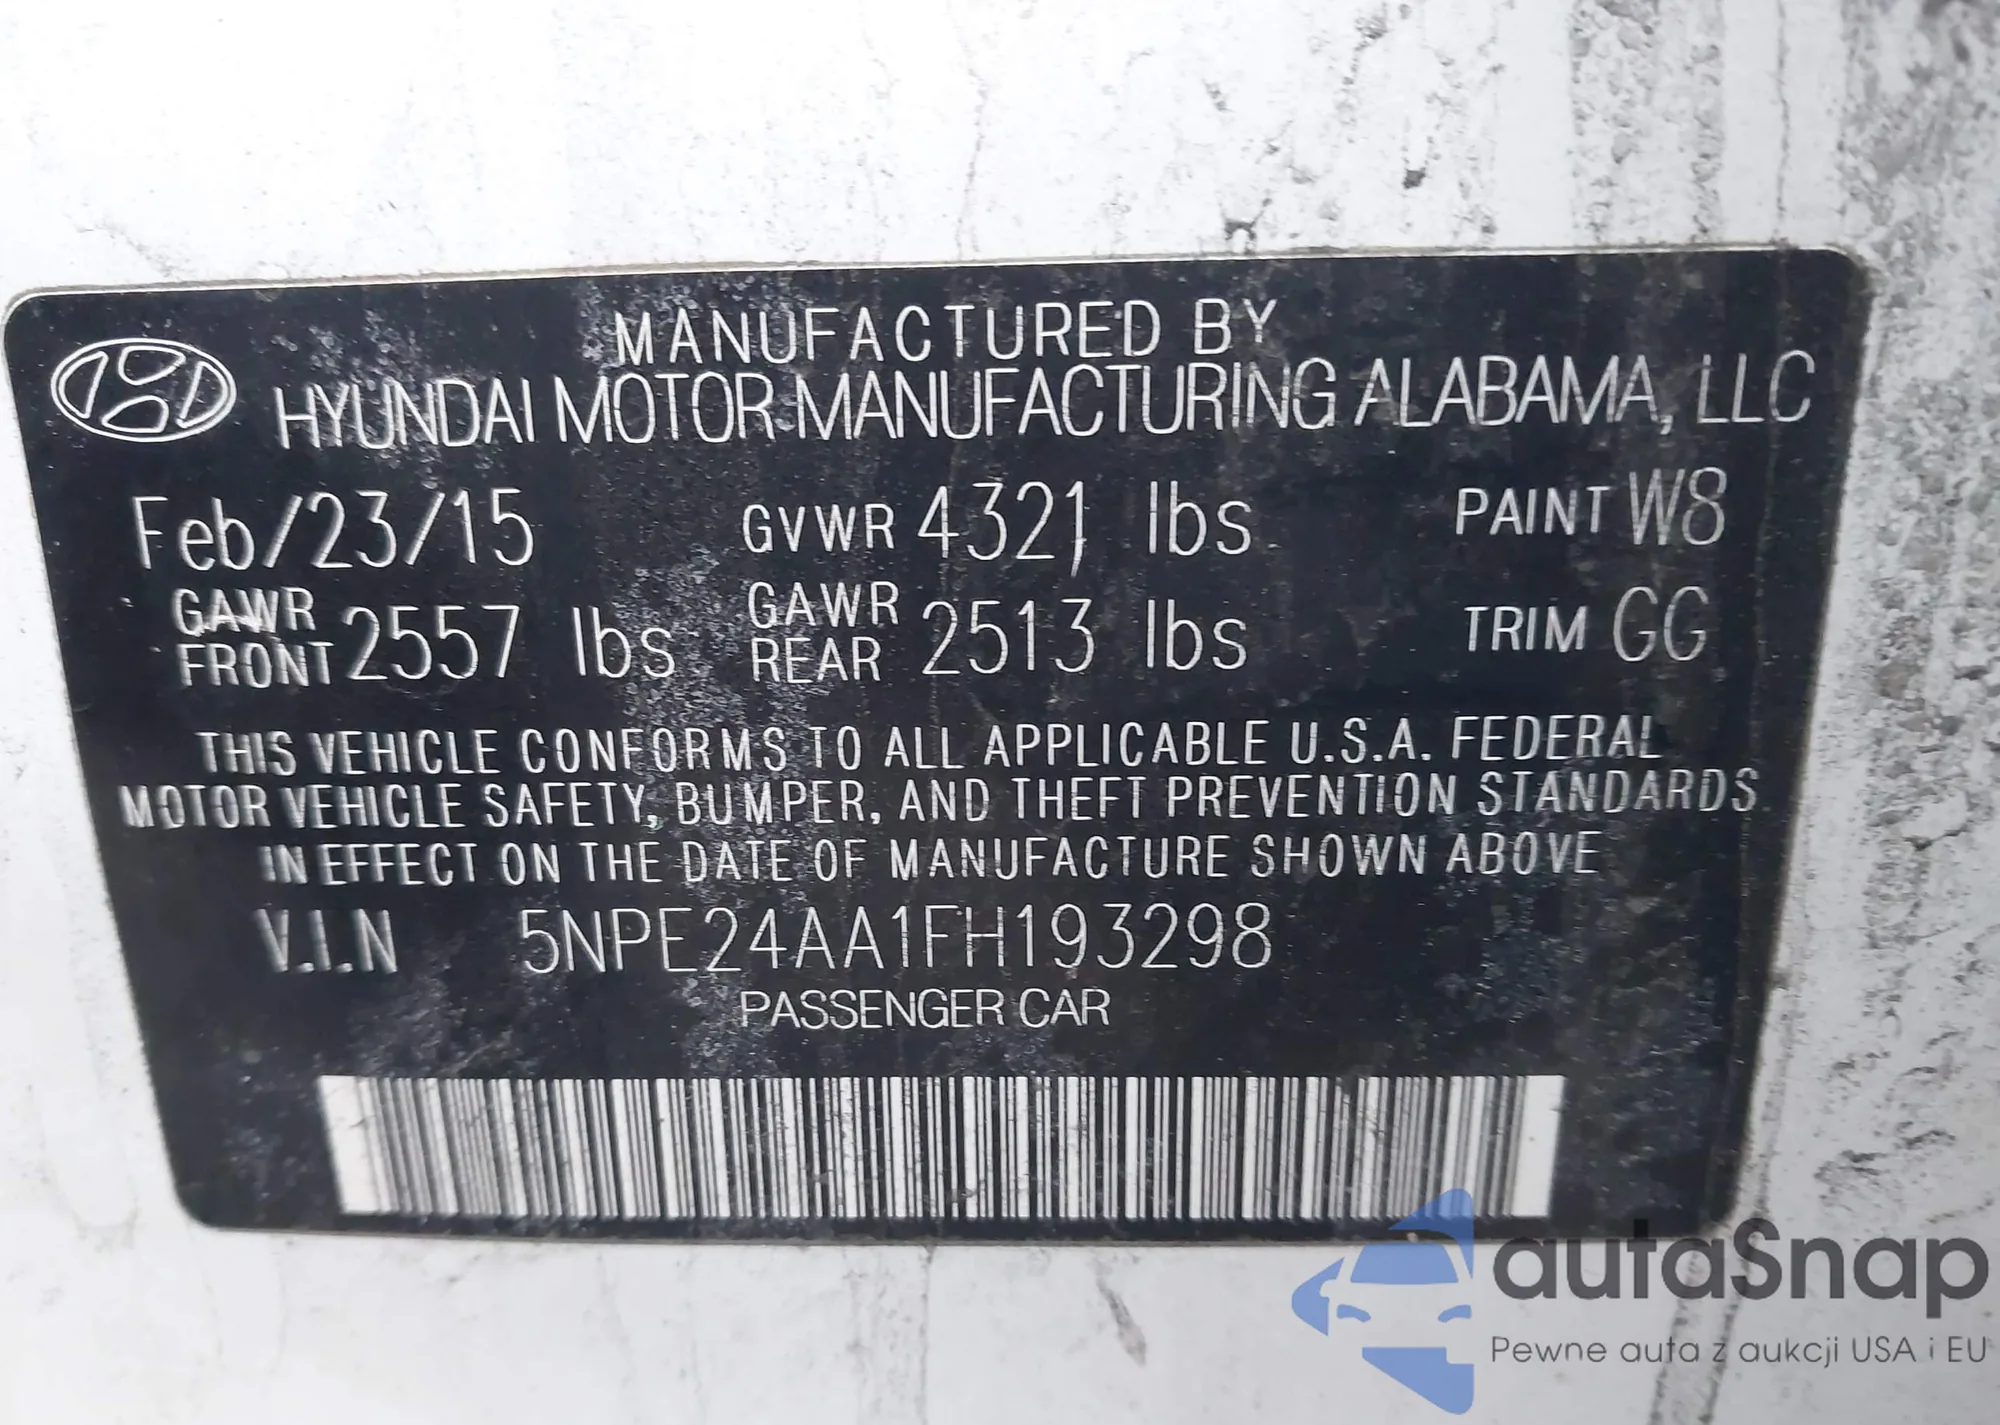 MANUFACTURED BY
HYUNDAI MOTOR MANUFACTURING ALABAMA, LLC
Feb/23/15 GVWR 4321 lbs PAINT W8
GAWR FRONT 2557 lbs GAWR REAR 2513 lbs TRIM GG
THIS VEHICLE CONFORMS TO ALL APPLICABLE U.S.A. FEDERAL
MOTOR VEHICLE SAFETY, BUMPER, AND THEFT PREVENTION STANDARDS
IN EFFECT ON THE DATE OF MANUFACTURE SHOWN ABOVE
V.I.N 5NPE24AA1FH193298
PASSENGER CAR
autaSnap
Pewne auta z aukcji USA i EU